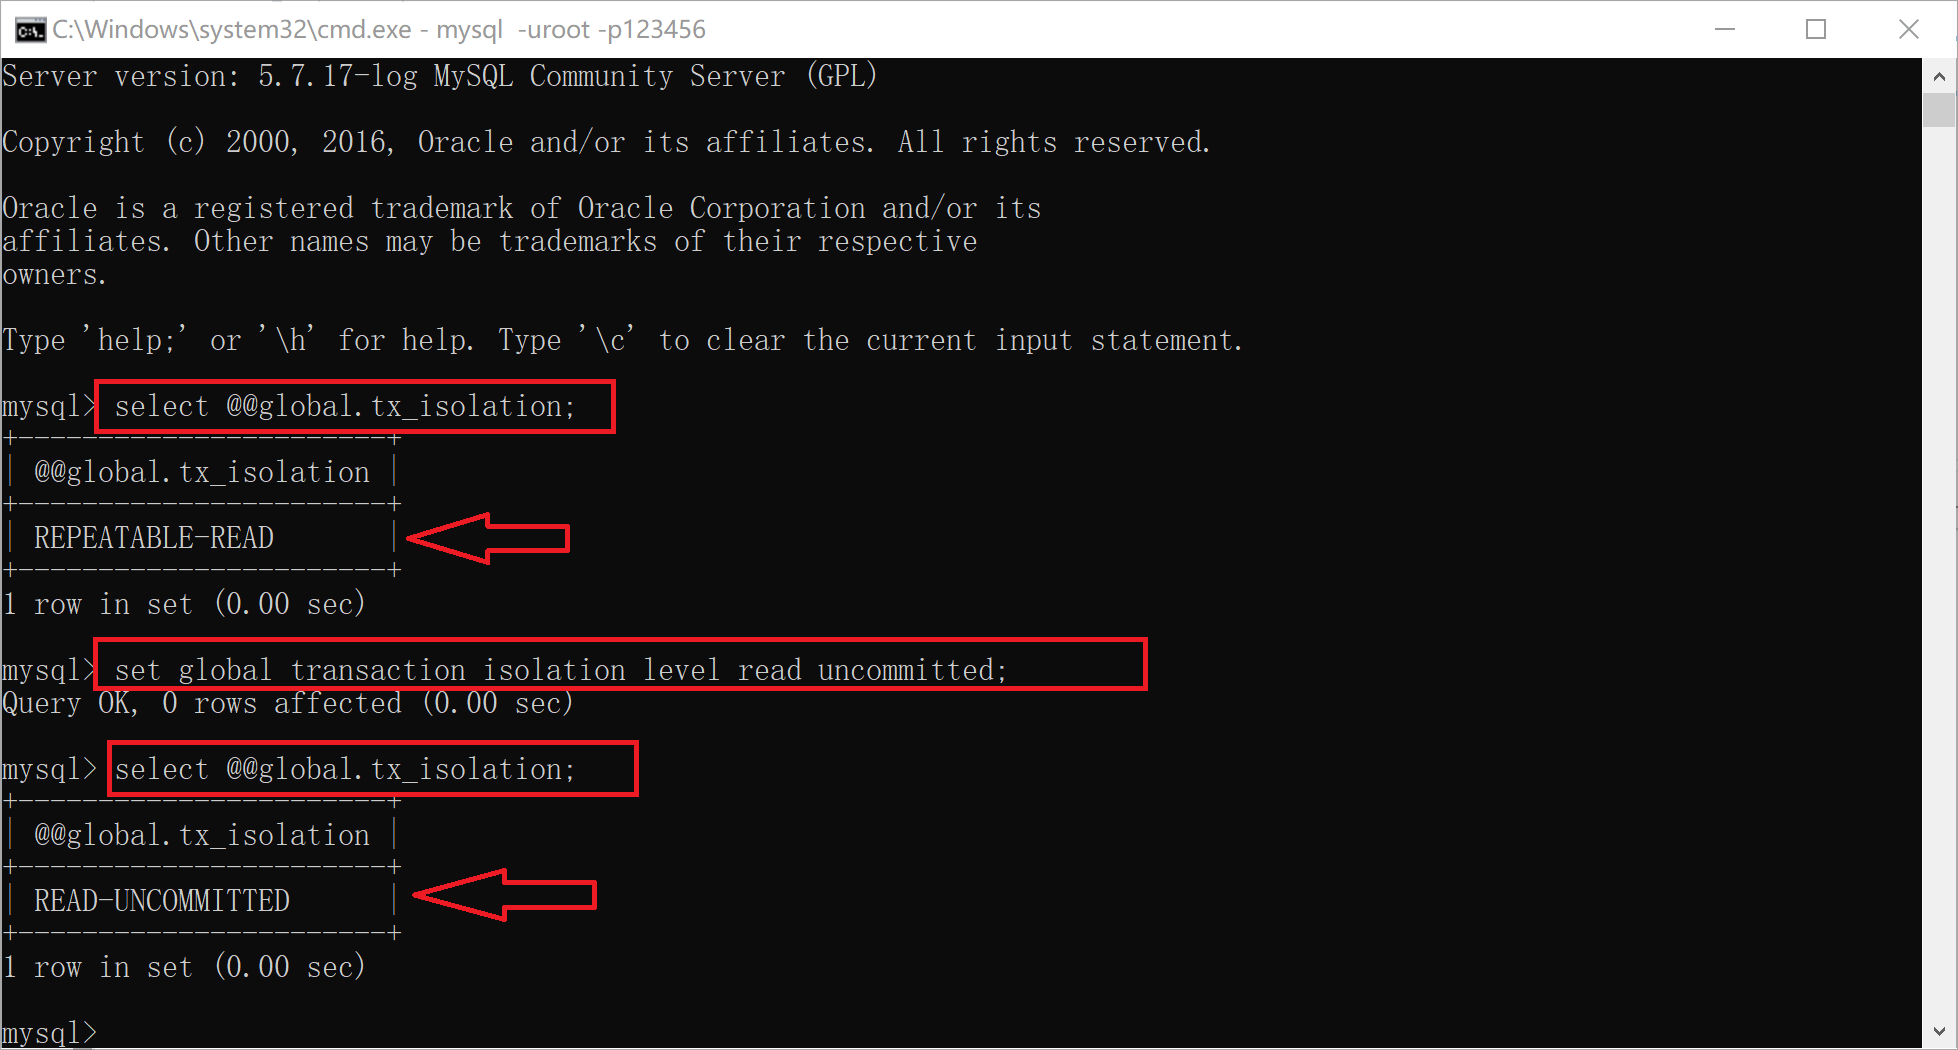 C:\Windows\system32\cmd.exe - mysql  -uroot -p123456
Server version: 5.7.17-log MySQL Community Server (GPL)
Copyright (c) 2000, 2016, Oracle and/or its affiliates. All rights reserved.
Oracle is a registered trademark of Oracle Corporation and/or its
affiliates. Other names may be trademarks of their respective
owners.
Type 'help;' or '\h' for help. Type '\c' to clear the current input statement.
mysql> select @@global.tx_isolation;
+-----------------------+
| @@global.tx_isolation |
+-----------------------+
| REPEATABLE-READ       |
+-----------------------+
1 row in set (0.00 sec)
mysql> set global transaction isolation level read uncommitted;
Query OK, 0 rows affected (0.00 sec)
mysql> select @@global.tx_isolation;
+-----------------------+
| @@global.tx_isolation |
+-----------------------+
| READ-UNCOMMITTED      |
+-----------------------+
1 row in set (0.00 sec)
mysql>